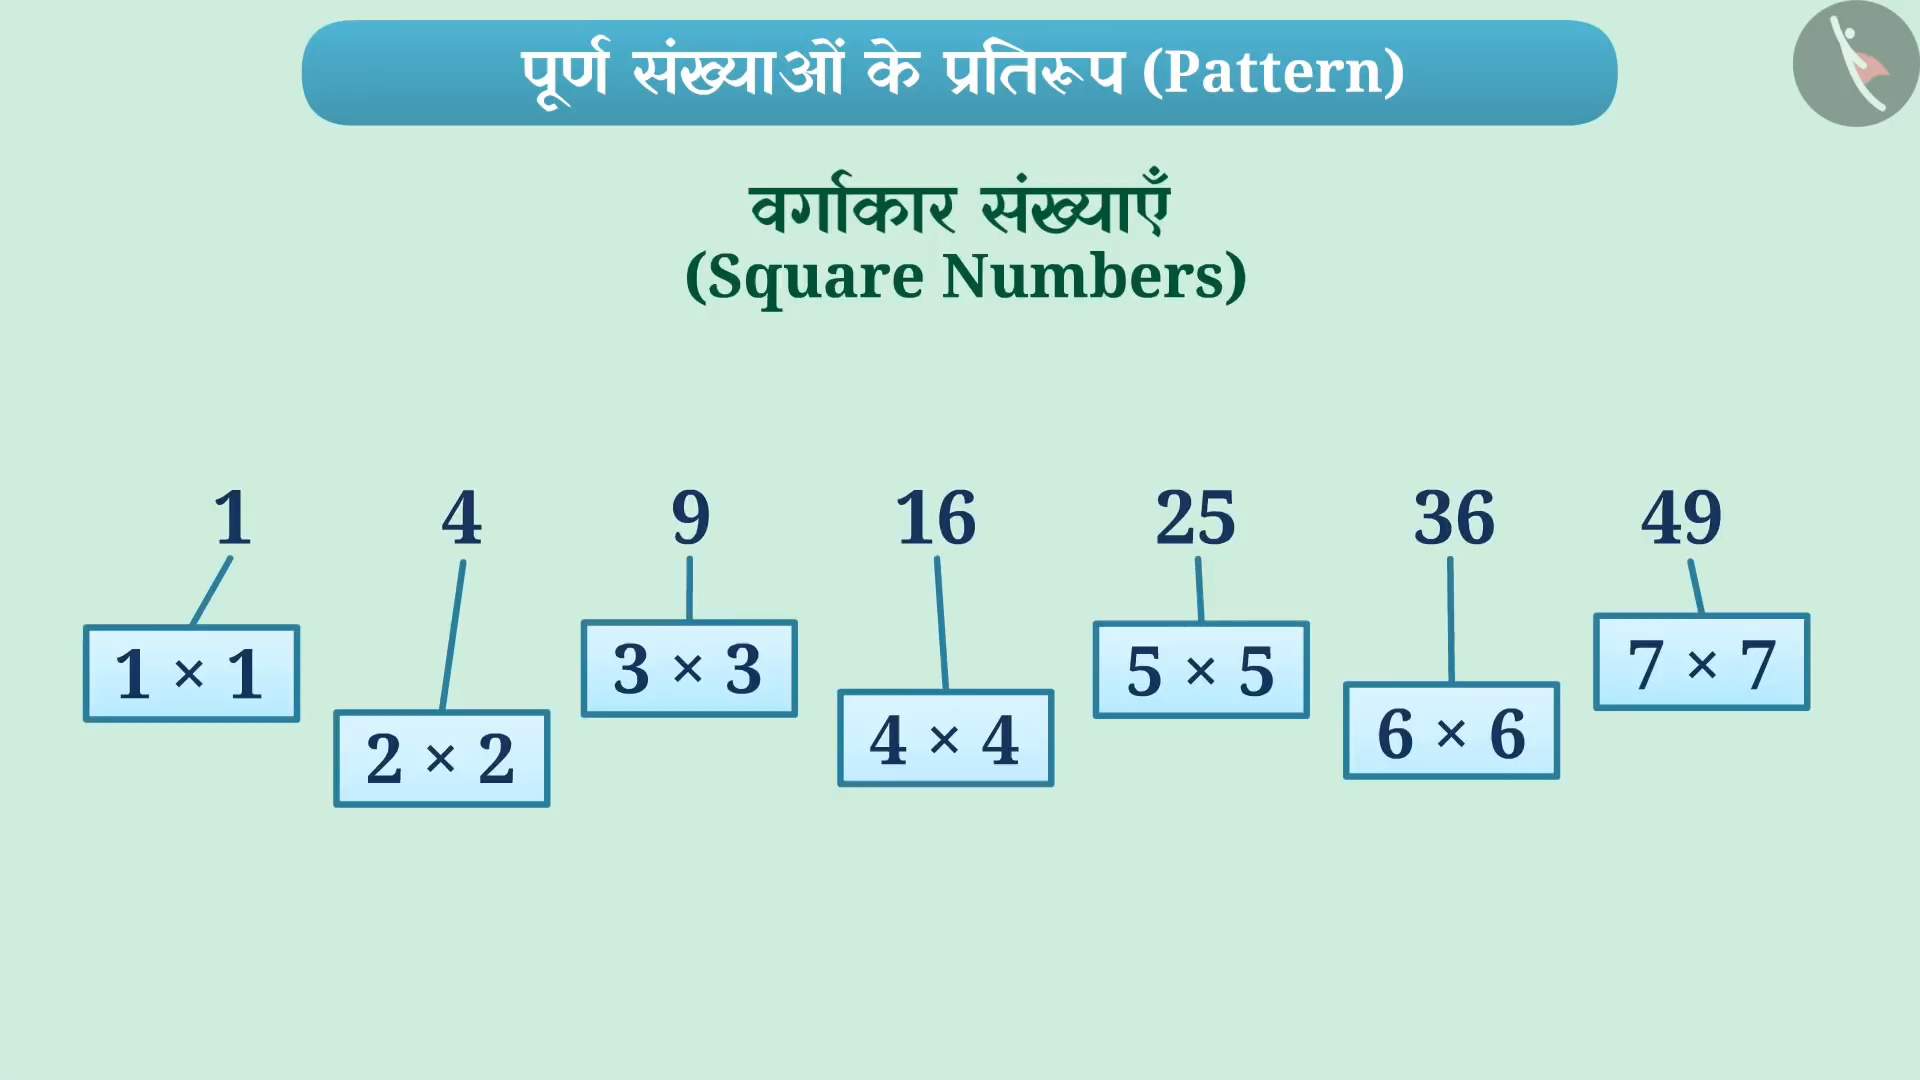 पूर्ण संख्याओं के प्रतिरूप (Pattern)
वर्गाकार संख्याएँ
(Square Numbers)
1 4 9 16 25 36 49
1 × 1 2 × 2 3 × 3 4 × 4 5 × 5 6 × 6 7 × 7